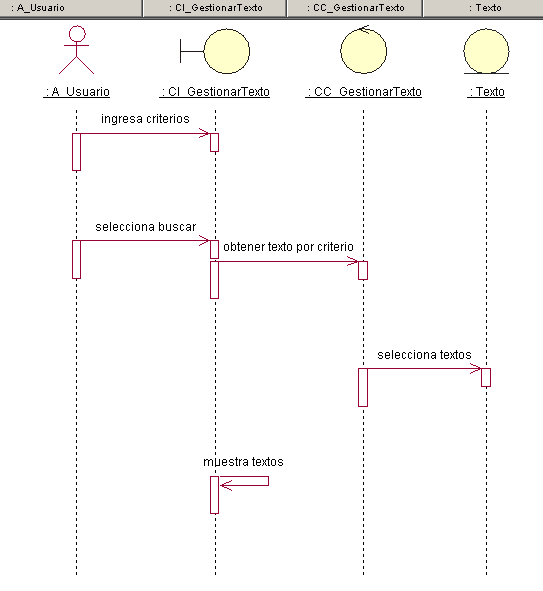 : A_Usuario
: CI_GestionarTexto
: CC_GestionarTexto
: Texto
: A_Usuario
: CI_GestionarTexto
: CC_GestionarTexto
: Texto
ingresa criterios
selecciona buscar
obtener texto por criterio
selecciona textos
muestra textos